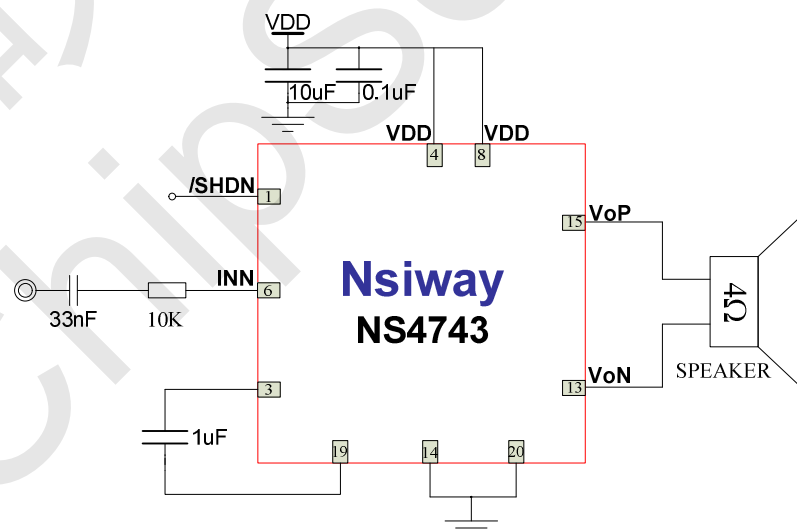 VDD
10uF
0.1uF
VDD
VDD
4
8
/SHDN
1
15
VoP
INN
6
33nF
10K
Nsiway
NS4743
4Ω
SPEAKER
3
13
VoN
1uF
19
14
20